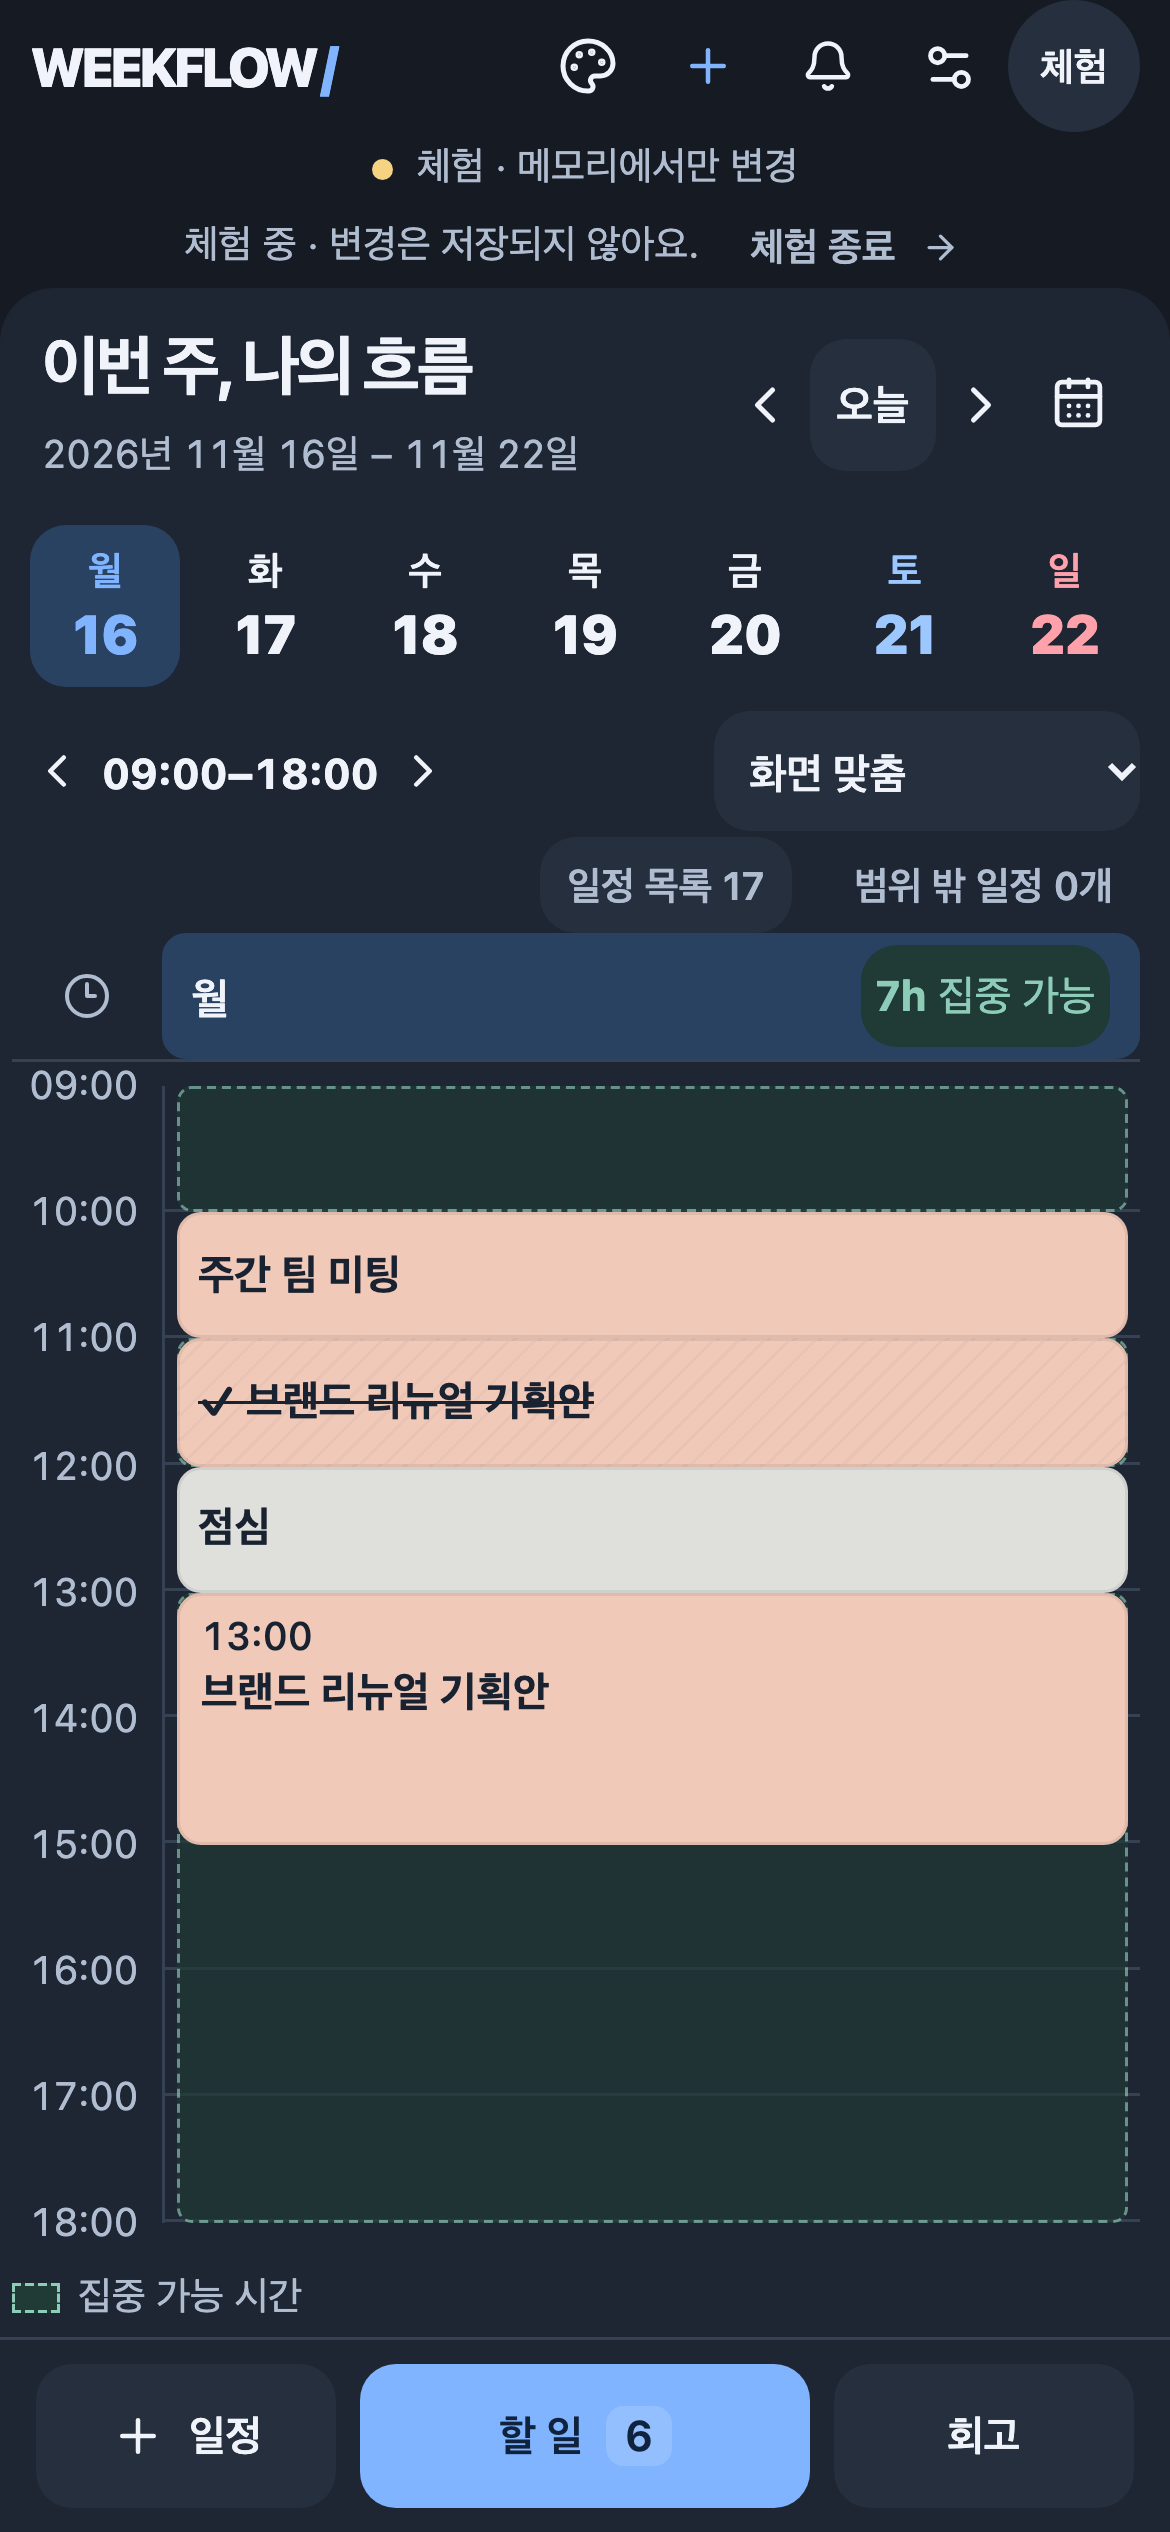 WEEKFLOW/
체험
체험 · 메모리에서만 변경
체험 중 · 변경은 저장되지 않아요. 체험 종료 →
이번 주, 나의 흐름
오늘
2026년 11월 16일 – 11월 22일
월 화 수 목 금 토 일
16 17 18 19 20 21 22
09:00–18:00
화면 맞춤
일정 목록 17 범위 밖 일정 0개
월 7h 집중 가능
09:00
10:00
주간 팀 미팅
11:00
✓ 브랜드 리뉴얼 기획안
12:00
점심
13:00
13:00
브랜드 리뉴얼 기획안
14:00
15:00
16:00
17:00
18:00
집중 가능 시간
+ 일정 할 일 6 회고